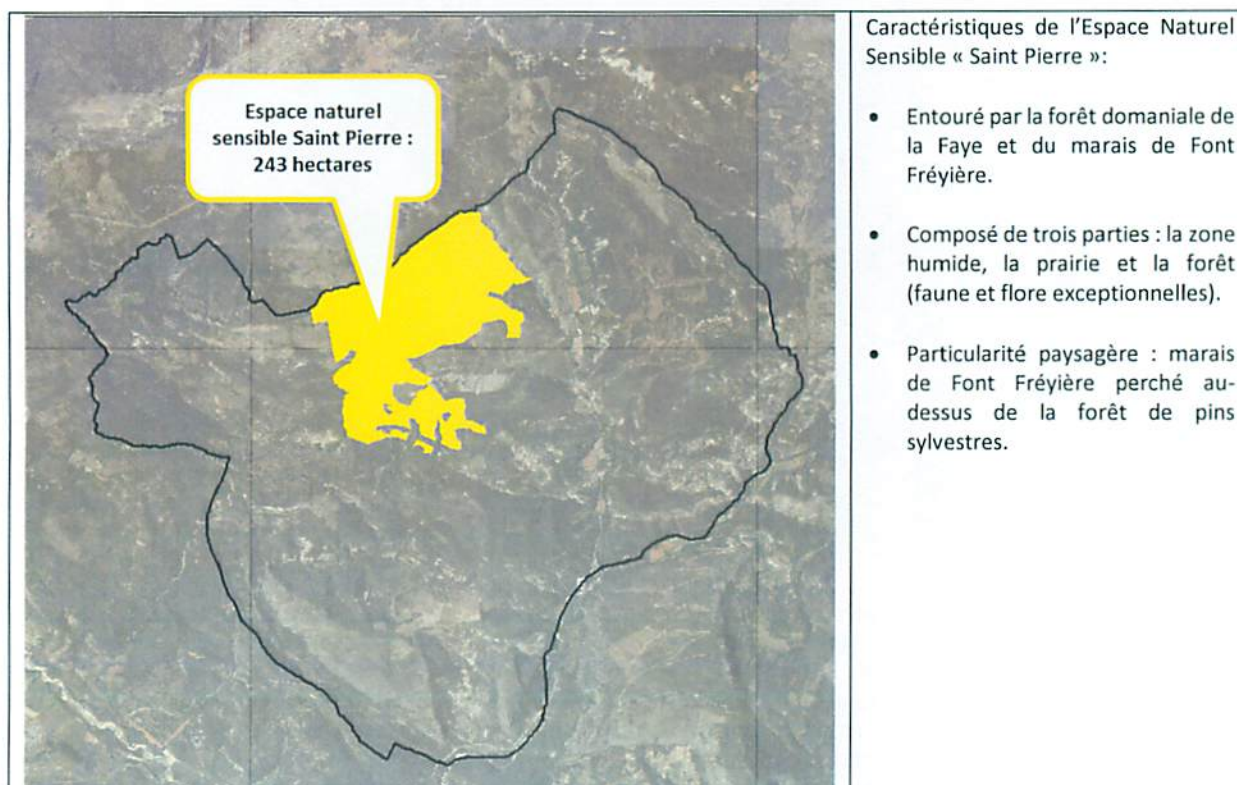 Espace naturel
sensible Saint Pierre :
243 hectares
Caractéristiques de l'Espace Naturel
Sensible « Saint Pierre »:
• Entouré par la forêt domaniale de
la Faye et du marais de Font
Fréyière.
• Composé de trois parties : la zone
humide, la prairie et la forêt
(faune et flore exceptionnelles).
• Particularité paysagère : marais
de Font Fréyière perché au-
dessus de la forêt de pins
sylvestres.